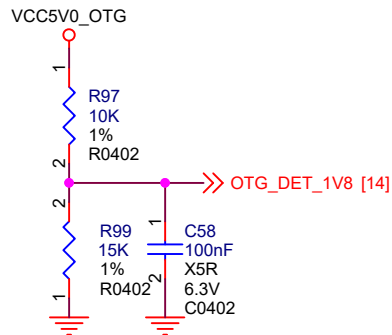 VCC5V0_OTG
1
R97
10K
1%
R0402
2
OTG_DET_1V8 [14]
2
1
R99
C58
15K
100nF
1%
X5R
R0402
6.3V
1
2
C0402